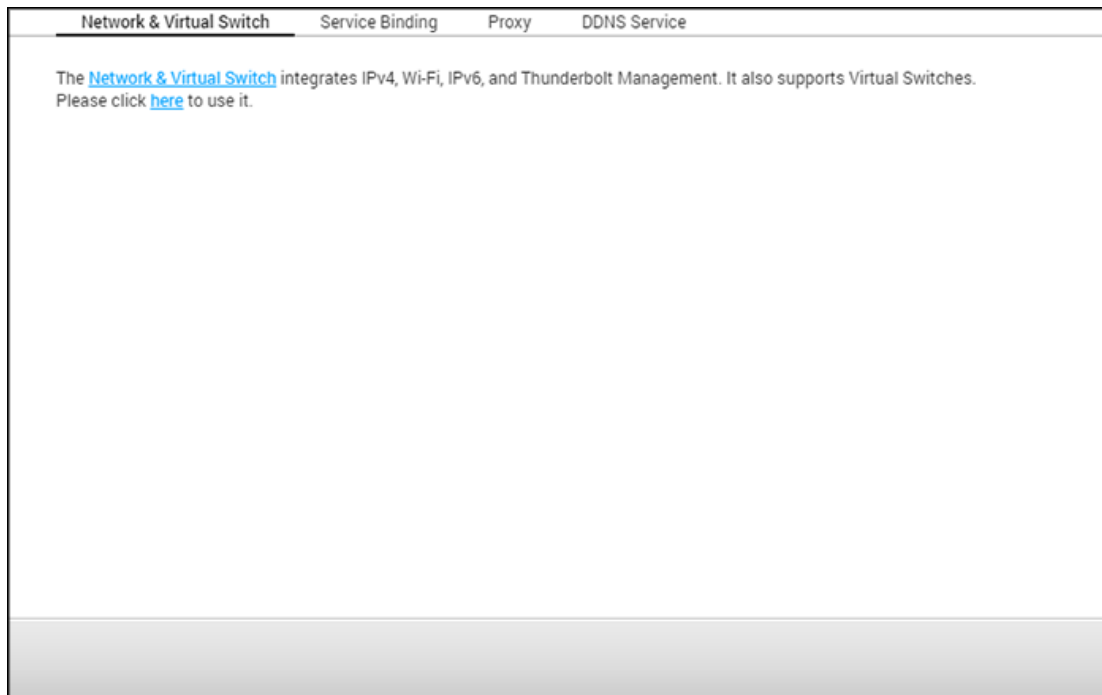 Network & Virtual Switch Service Binding Proxy DDNS Service
The Network & Virtual Switch integrates IPv4, Wi-Fi, IPv6, and Thunderbolt Management. It also supports Virtual Switches.
Please click here to use it.